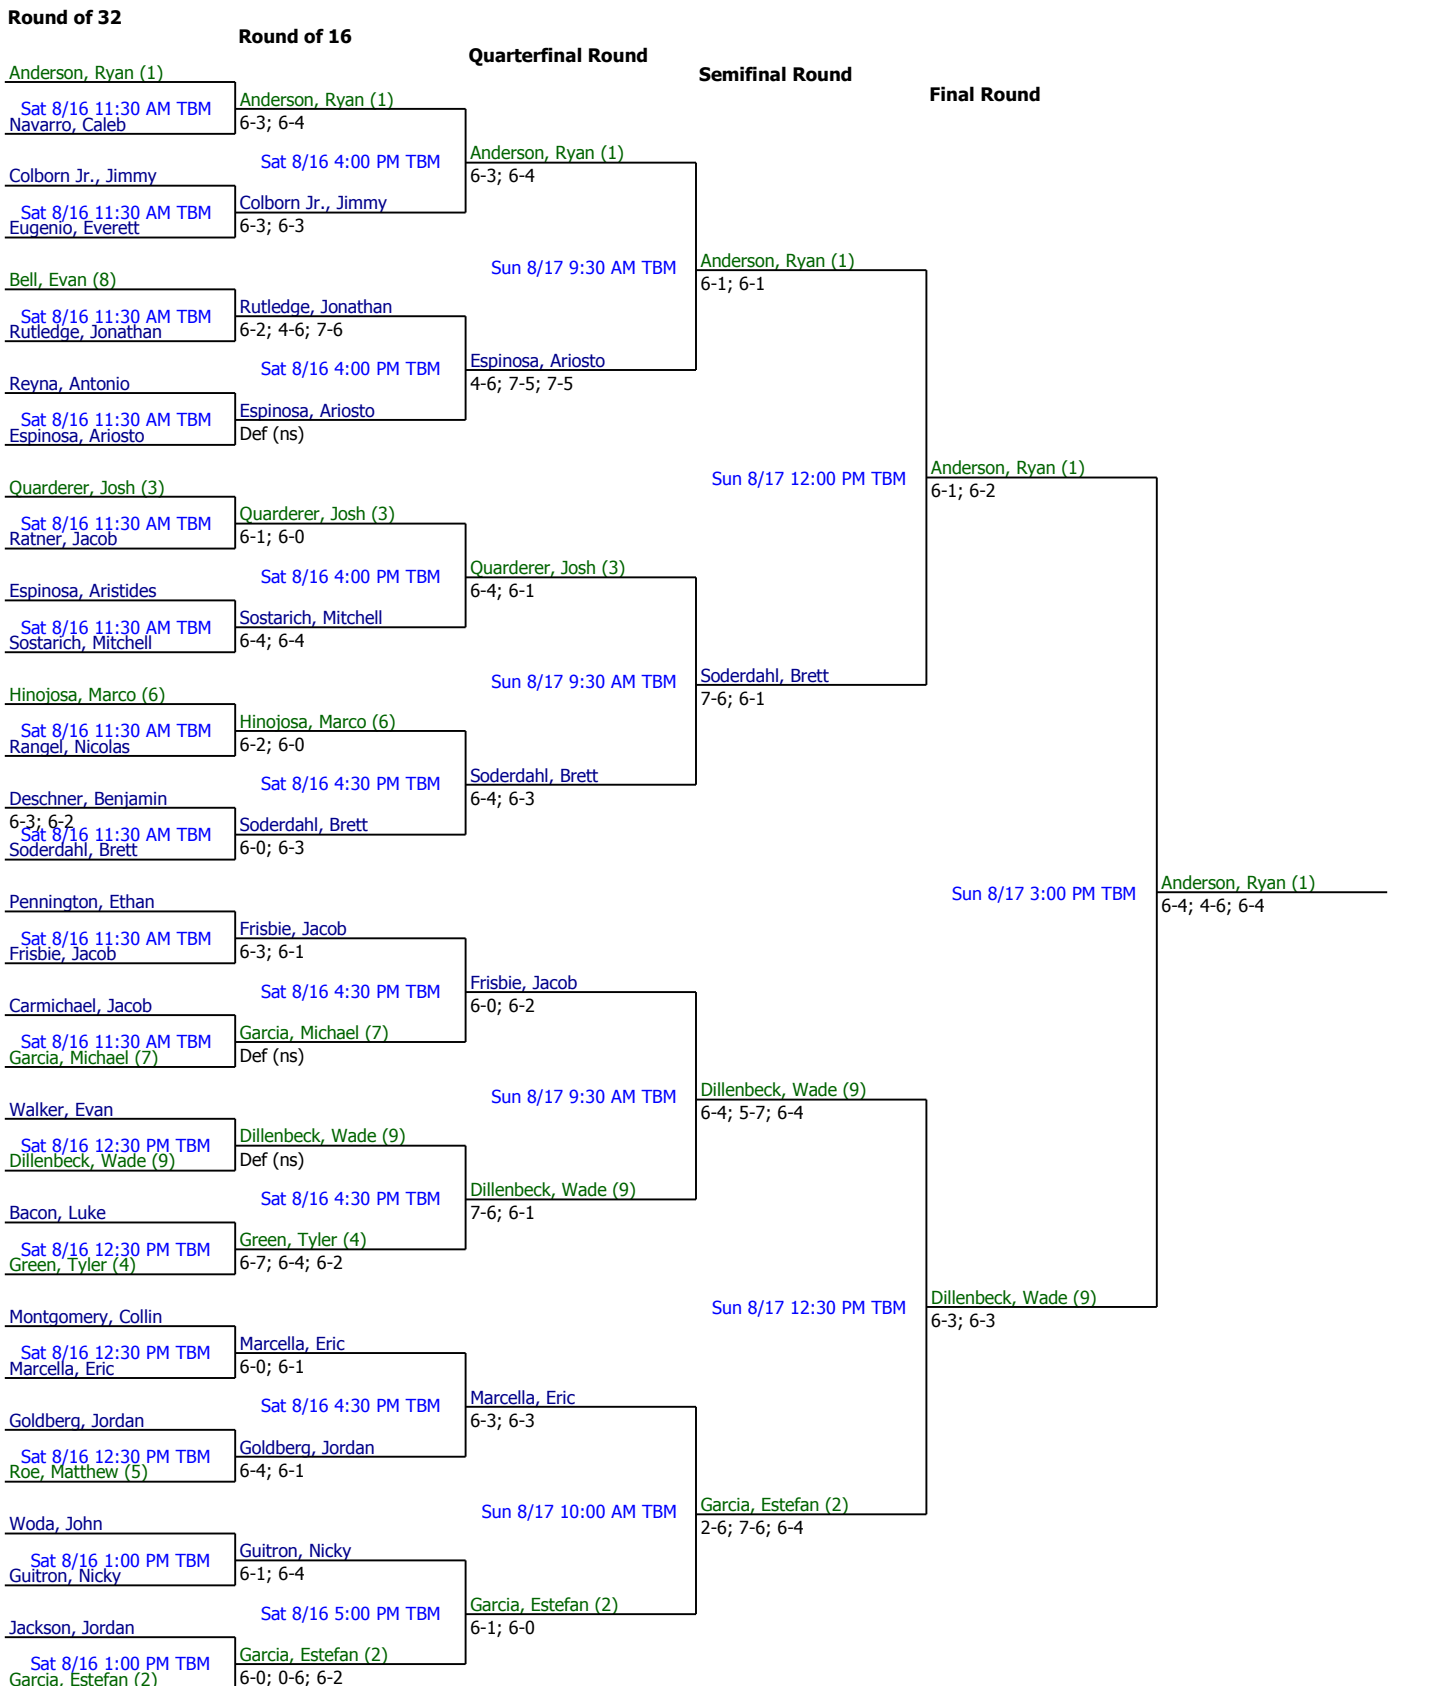 Round of 32
Round of 16
Quarterfinal Round
Semifinal Round
Final Round
Anderson, Ryan (1)
Sat 8/16 11:30 AM TBM
Navarro, Caleb
Colborn Jr., Jimmy
Sat 8/16 11:30 AM TBM
Eugenio, Everett
Bell, Evan (8)
Sat 8/16 11:30 AM TBM
Rutledge, Jonathan
Reyna, Antonio
Sat 8/16 11:30 AM TBM
Espinosa, Ariosto
Quarderer, Josh (3)
Sat 8/16 11:30 AM TBM
Ratner, Jacob
Espinosa, Aristides
Sat 8/16 11:30 AM TBM
Sostarich, Mitchell
Hinojosa, Marco (6)
Sat 8/16 11:30 AM TBM
Rangel, Nicolas
Deschner, Benjamin
6-3; 6-2
Sat 8/16 11:30 AM TBM
Soderdahl, Brett
Pennington, Ethan
Sat 8/16 11:30 AM TBM
Frisbie, Jacob
Carmichael, Jacob
Sat 8/16 11:30 AM TBM
Garcia, Michael (7)
Walker, Evan
Sat 8/16 12:30 PM TBM
Dillenbeck, Wade (9)
Bacon, Luke
Sat 8/16 12:30 PM TBM
Green, Tyler (4)
Montgomery, Collin
Sat 8/16 12:30 PM TBM
Marcella, Eric
Goldberg, Jordan
Sat 8/16 12:30 PM TBM
Roe, Matthew (5)
Woda, John
Sat 8/16 1:00 PM TBM
Guitron, Nicky
Jackson, Jordan
Sat 8/16 1:00 PM TBM
Garcia, Estefan (2)
Anderson, Ryan (1)
6-3; 6-4
Sat 8/16 4:00 PM TBM
Colborn Jr., Jimmy
6-3; 6-3
Rutledge, Jonathan
6-2; 4-6; 7-6
Sat 8/16 4:00 PM TBM
Espinosa, Ariosto
Def (ns)
Quarderer, Josh (3)
6-1; 6-0
Sat 8/16 4:00 PM TBM
Sostarich, Mitchell
6-4; 6-4
Hinojosa, Marco (6)
6-2; 6-0
Sat 8/16 4:30 PM TBM
Soderdahl, Brett
6-0; 6-3
Frisbie, Jacob
6-3; 6-1
Sat 8/16 4:30 PM TBM
Garcia, Michael (7)
Def (ns)
Dillenbeck, Wade (9)
Def (ns)
Sat 8/16 4:30 PM TBM
Green, Tyler (4)
6-7; 6-4; 6-2
Marcella, Eric
6-0; 6-1
Sat 8/16 4:30 PM TBM
Goldberg, Jordan
6-4; 6-1
Guitron, Nicky
6-1; 6-4
Sat 8/16 5:00 PM TBM
Garcia, Estefan (2)
6-0; 0-6; 6-2
Anderson, Ryan (1)
6-3; 6-4
Sun 8/17 9:30 AM TBM
Espinosa, Ariosto
4-6; 7-5; 7-5
Quarderer, Josh (3)
6-4; 6-1
Sun 8/17 9:30 AM TBM
Soderdahl, Brett
6-4; 6-3
Frisbie, Jacob
6-0; 6-2
Sun 8/17 9:30 AM TBM
Dillenbeck, Wade (9)
7-6; 6-1
Marcella, Eric
6-3; 6-3
Sun 8/17 10:00 AM TBM
Garcia, Estefan (2)
6-1; 6-0
Anderson, Ryan (1)
6-1; 6-1
Sun 8/17 12:00 PM TBM
Soderdahl, Brett
7-6; 6-1
Dillenbeck, Wade (9)
6-4; 5-7; 6-4
Sun 8/17 12:30 PM TBM
Garcia, Estefan (2)
2-6; 7-6; 6-4
Anderson, Ryan (1)
6-1; 6-2
Sun 8/17 3:00 PM TBM
Dillenbeck, Wade (9)
6-3; 6-3
Anderson, Ryan (1)
6-4; 4-6; 6-4